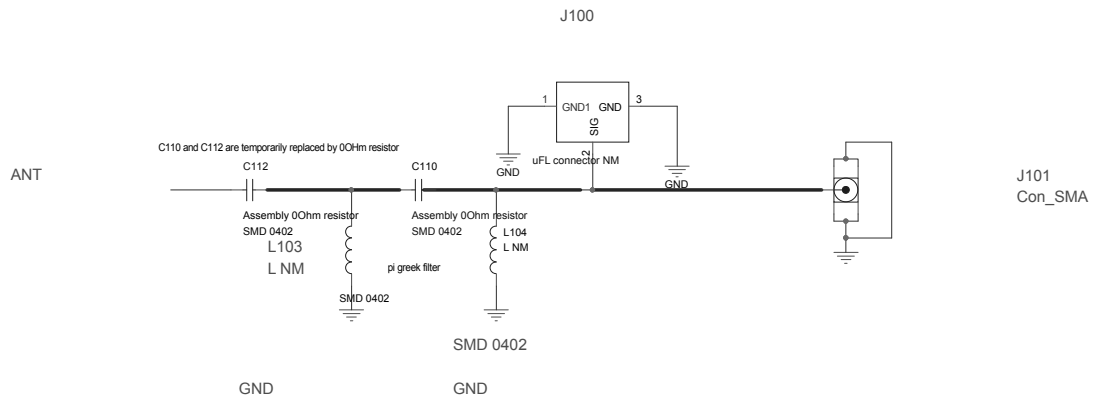 J100
1
GND1
GND
3
SIG
2
C110 and C112 are temporarily replaced by 0OHm resistor
uFL connector NM
C112
C110
GND
GND
ANT
J101
Con_SMA
Assembly 0Ohm resistor
SMD 0402
Assembly 0Ohm resistor
SMD 0402
L104
L NM
L103
L NM
pi greek filter
SMD 0402
SMD 0402
GND
GND